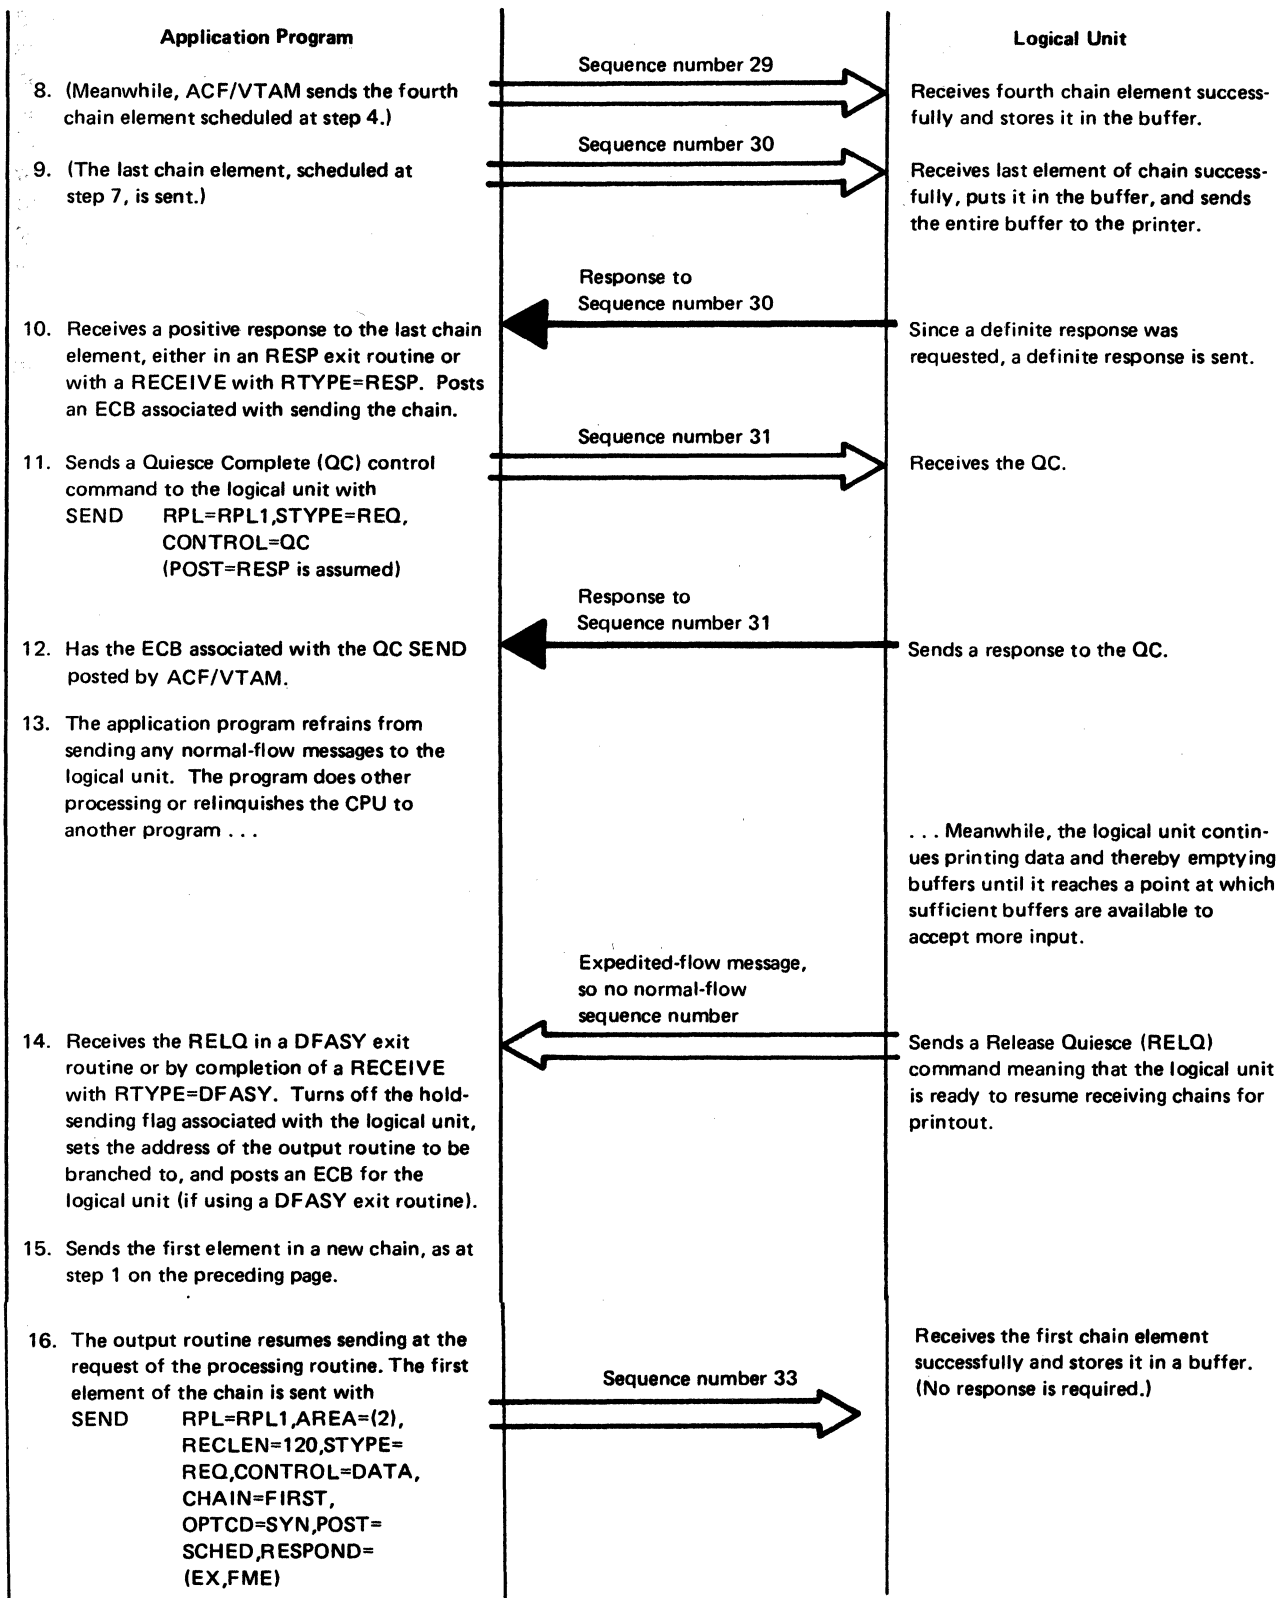 Application Program
Logical Unit
Sequence number 29
8. (Meanwhile, ACF/VTAM sends the fourth
chain element scheduled at step 4.)
Receives fourth chain element success-
fully and stores it in the buffer.
Sequence number 30
9. (The last chain element, scheduled at
step 7, is sent.)
Receives last element of chain success-
fully, puts it in the buffer, and sends
the entire buffer to the printer.
Response to
Sequence number 30
10. Receives a positive response to the last chain
element, either in an RESP exit routine or
with a RECEIVE with RTYPE=RESP. Posts
an ECB associated with sending the chain.
Since a definite response was
requested, a definite response is sent.
Sequence number 31
11. Sends a Quiesce Complete (QC) control
command to the logical unit with
SEND RPL=RPL1,STYPE=REQ,
CONTROL=QC
(POST=RESP is assumed)
Receives the QC.
Response to
Sequence number 31
12. Has the ECB associated with the QC SEND
posted by ACF/VTAM.
Sends a response to the QC.
13. The application program refrains from
sending any normal-flow messages to the
logical unit. The program does other
processing or relinquishes the CPU to
another program . . .
. . . Meanwhile, the logical unit contin-
ues printing data and thereby emptying
buffers until it reaches a point at which
sufficient buffers are available to
accept more input.
Expedited-flow message,
so no normal-flow
sequence number
14. Receives the RELQ in a DFASY exit
routine or by completion of a RECEIVE
with RTYPE=DFASY. Turns off the hold-
sending flag associated with the logical unit,
sets the address of the output routine to be
branched to, and posts an ECB for the
logical unit (if using a DFASY exit routine).
Sends a Release Quiesce (RELQ)
command meaning that the logical unit
is ready to resume receiving chains for
printout.
15. Sends the first element in a new chain, as at
step 1 on the preceding page.
16. The output routine resumes sending at the
request of the processing routine. The first
element of the chain is sent with
SEND RPL=RPL1,AREA=(2),
RECLEN=120,STYPE=
REQ,CONTROL=DATA,
CHAIN=FIRST,
OPTCD=SYN,POST=
SCHED,RESPOND=
(EX,FME)
Sequence number 33
Receives the first chain element
successfully and stores it in a buffer.
(No response is required.)